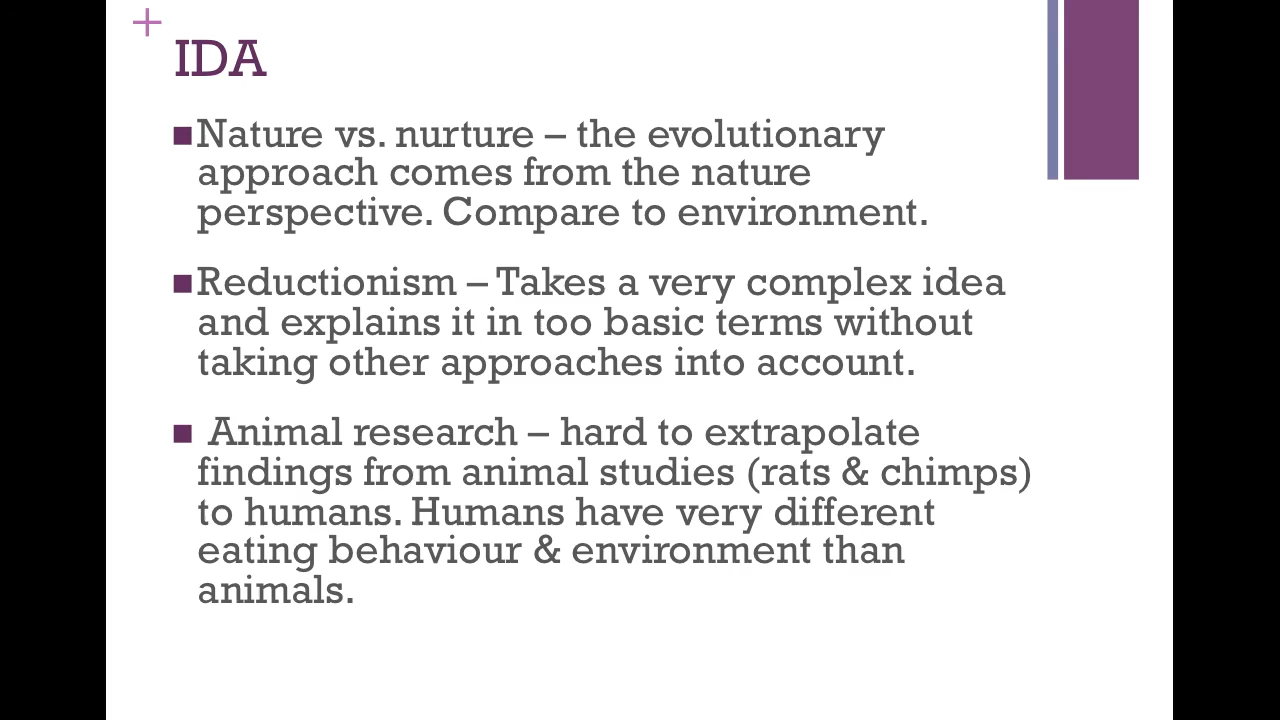 +
IDA
■Nature vs. nurture – the evolutionary
approach comes from the nature
perspective. Compare to environment.
■Reductionism – Takes a very complex idea
and explains it in too basic terms without
taking other approaches into account.
■ Animal research – hard to extrapolate
findings from animal studies (rats & chimps)
to humans. Humans have very different
eating behaviour & environment than
animals.